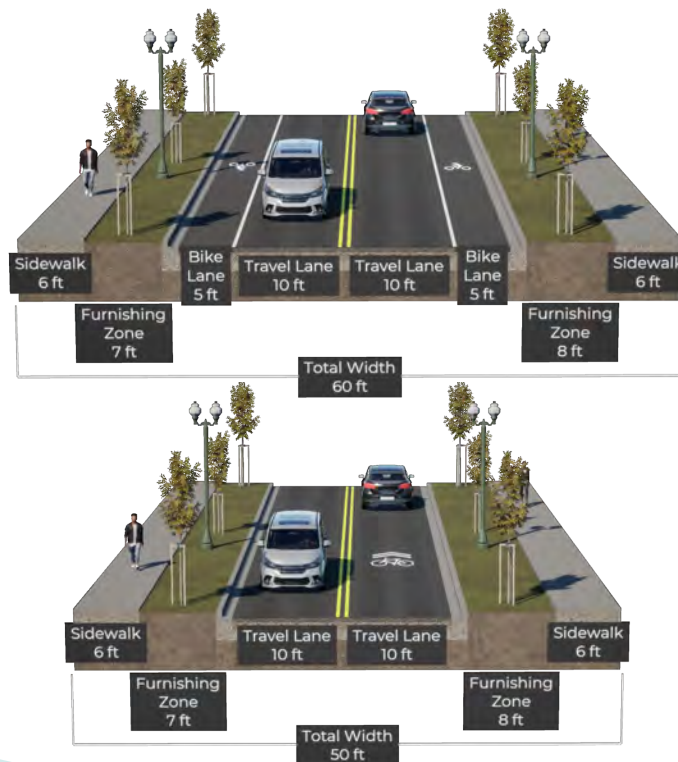 Sidewalk
6 ft
Furnishing
Zone
7 ft
Bike
Lane
5 ft
Travel Lane
10 ft
Travel Lane
10 ft
Bike
Lane
5 ft
Furnishing
Zone
8 ft
Sidewalk
6 ft
Total Width
60 ft
Sidewalk
6 ft
Furnishing
Zone
7 ft
Travel Lane
10 ft
Travel Lane
10 ft
Furnishing
Zone
8 ft
Sidewalk
6 ft
Total Width
50 ft